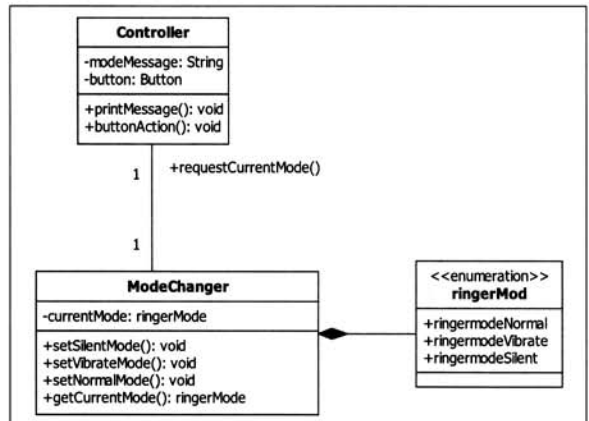 Controller
-modeMessage: String
-button: Button
+printMessage(): void
+buttonAction(): void
1
+requestCurrentMode()
1
ModeChanger
-currentMode: ringerMode
+setSilentMode(): void
+setVibrateMode(): void
+setNormalMode(): void
+getCurrentMode(): ringerMode
<<enumeration>>
ringerMod
+ringermodeNormal
+ringermodeVibrate
+ringermodeSilent